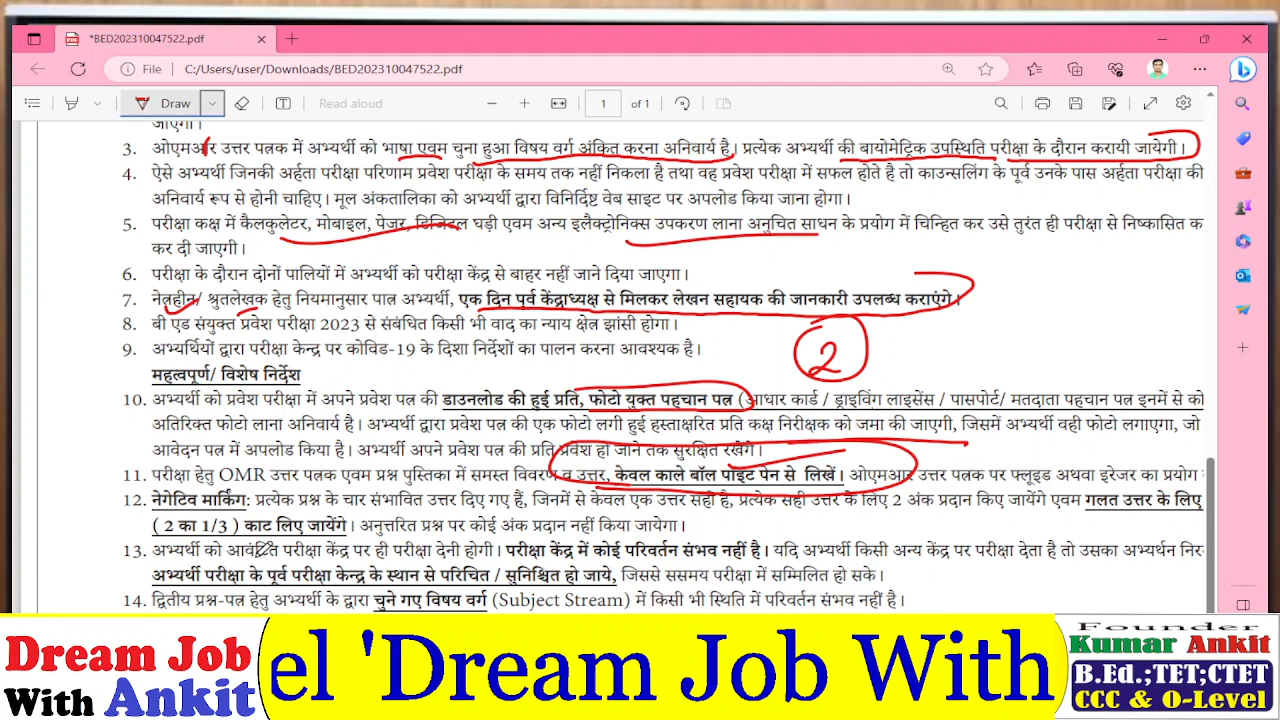 *BED202310047522.pdf
File C:/Users/user/Downloads/BED202310047522.pdf
Draw Read aloud 1 of 1
जाएगा।
3. ओएमआर उत्तर पत्रक में अभ्यर्थी को भाषा एवम चुना हुआ विषय वर्ग अंकित करना अनिवार्य है। प्रत्येक अभ्यर्थी की बायोमेट्रिक उपस्थिति परीक्षा के दौरान करायी जायेगी।
4. ऐसे अभ्यर्थी जिनकी अर्हता परीक्षा परिणाम प्रवेश परीक्षा के समय तक नहीं निकला है तथा वह प्रवेश परीक्षा में सफल होते है तो काउन्सलिंग के पूर्व उनके पास अर्हता परीक्षा की
अनिवार्य रूप से होनी चाहिए। मूल अंकतालिका को अभ्यर्थी द्वारा विनिर्दिष्ट वेब साइट पर अपलोड किया जाना होगा।
5. परीक्षा कक्ष में कैलकुलेटर, मोबाइल, पेजर, डिजिटल घड़ी एवम अन्य इलैक्ट्रोनिक्स उपकरण लाना अनुचित साधन के प्रयोग में चिन्हित कर उसे तुरंत ही परीक्षा से निष्कासित क
कर दी जाएगी।
6. परीक्षा के दौरान दोनों पालियों में अभ्यर्थी को परीक्षा केंद्र से बाहर नहीं जाने दिया जाएगा।
7. नेत्रहीन/ श्रुतलेखक हेतु नियमानुसार पात्र अभ्यर्थी, एक दिन पूर्व केंद्राध्यक्ष से मिलकर लेखन सहायक की जानकारी उपलब्ध कराएंगे।
8. बी एड संयुक्त प्रवेश परीक्षा 2023 से संबंधित किसी भी वाद का न्याय क्षेत्र झांसी होगा।
2
9. अभ्यर्थियों द्वारा परीक्षा केन्द्र पर कोविड-19 के दिशा निर्देशों का पालन करना आवश्यक है।
महत्वपूर्ण/ विशेष निर्देश
10. अभ्यर्थी को प्रवेश परीक्षा में अपने प्रवेश पत्र की डाउनलोड की हुई प्रति, फोटो युक्त पहचान पत्र (आधार कार्ड / ड्राइविंग लाइसेंस / पासपोर्ट/ मतदाता पहचान पत्र इनमें से को
अतिरिक्त फोटो लाना अनिवार्य है। अभ्यर्थी द्वारा प्रवेश पत्र की एक फोटो लगी हुई हस्ताक्षरित प्रति कक्ष निरीक्षक को जमा की जाएगी, जिसमें अभ्यर्थी वही फोटो लगाएगा, जो
आवेदन पत्र में अपलोड किया है। अभ्यर्थी अपने प्रवेश पत्र की प्रति प्रवेश हो जाने तक सुरक्षित रखेंगे।
11. परीक्षा हेतु OMR उत्तर पत्रक एवम प्रश्न पुस्तिका में समस्त विवरण व उत्तर, केवल काले बॉल पोइंट पेन से लिखें। ओएमआर उत्तर पत्रक पर फ्लूइड अथवा इरेजर का प्रयोग
12. नेगेटिव मार्किंग: प्रत्येक प्रश्न के चार संभावित उत्तर दिए गए है, जिनमें से केवल एक उत्तर सही है, प्रत्येक सही उत्तर के लिए 2 अंक प्रदान किए जायेंगे एवम गलत उत्तर के लिए
( 2 का 1/3 ) काट लिए जायेंगे। अनुत्तरित प्रश्न पर कोई अंक प्रदान नहीं किया जायेगा।
13. अभ्यर्थी को आवंटित परीक्षा केंद्र पर ही परीक्षा देनी होगी। परीक्षा केंद्र में कोई परिवर्तन संभव नहीं है। यदि अभ्यर्थी किसी अन्य केंद्र पर परीक्षा देता है तो उसका अभ्यर्थन निर
अभ्यर्थी परीक्षा के पूर्व परीक्षा केन्द्र के स्थान से परिचित / सुनिश्चित हो जाये, जिससे ससमय परीक्षा में सम्मिलित हो सके।
14. द्वितीय प्रश्न-पत्र हेतु अभ्यर्थी के द्वारा चुने गए विषय वर्ग (Subject Stream) में किसी भी स्थिति में परिवर्तन संभव नहीं है।
Dream Job
With Ankit
el 'Dream Job With
Founder
Kumar Ankit
B.Ed.;TET;CTET
CCC & O-Level